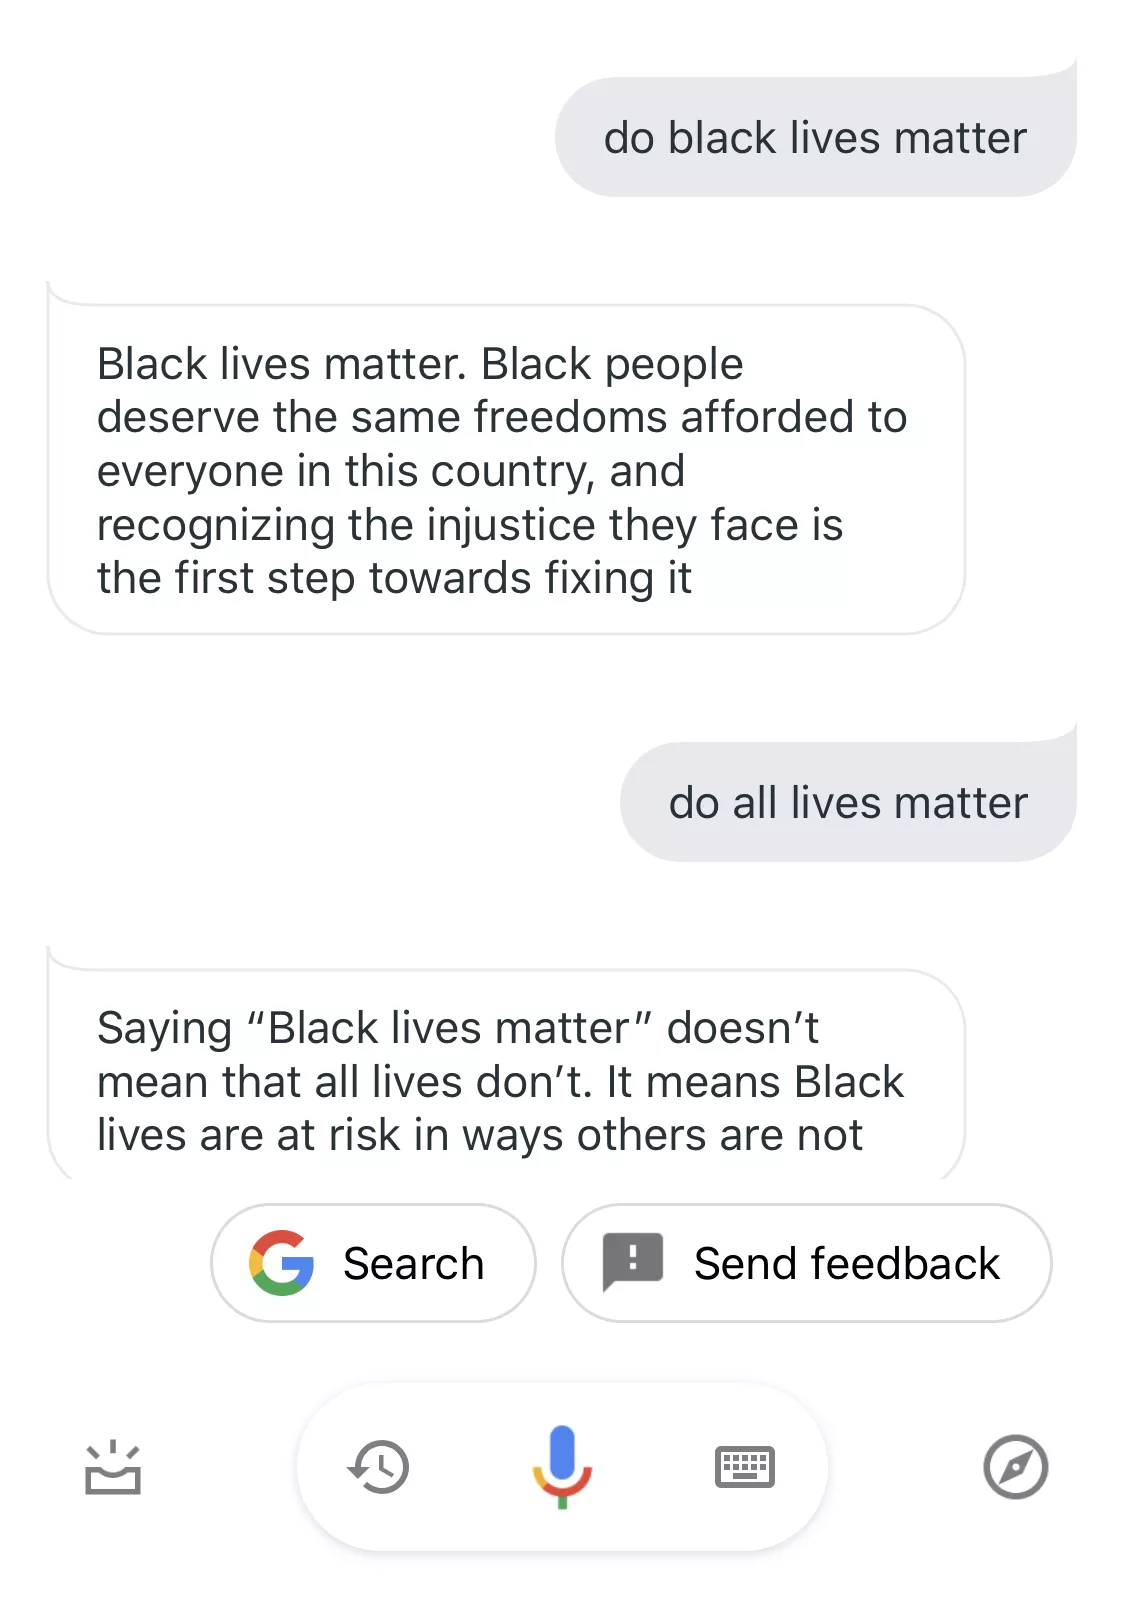 do black lives matter
Black lives matter. Black people
deserve the same freedoms afforded to
everyone in this country, and
recognizing the injustice they face is
the first step towards fixing it
do all lives matter
Saying “Black lives matter” doesn’t
mean that all lives don’t. It means Black
lives are at risk in ways others are not
Search
Send feedback